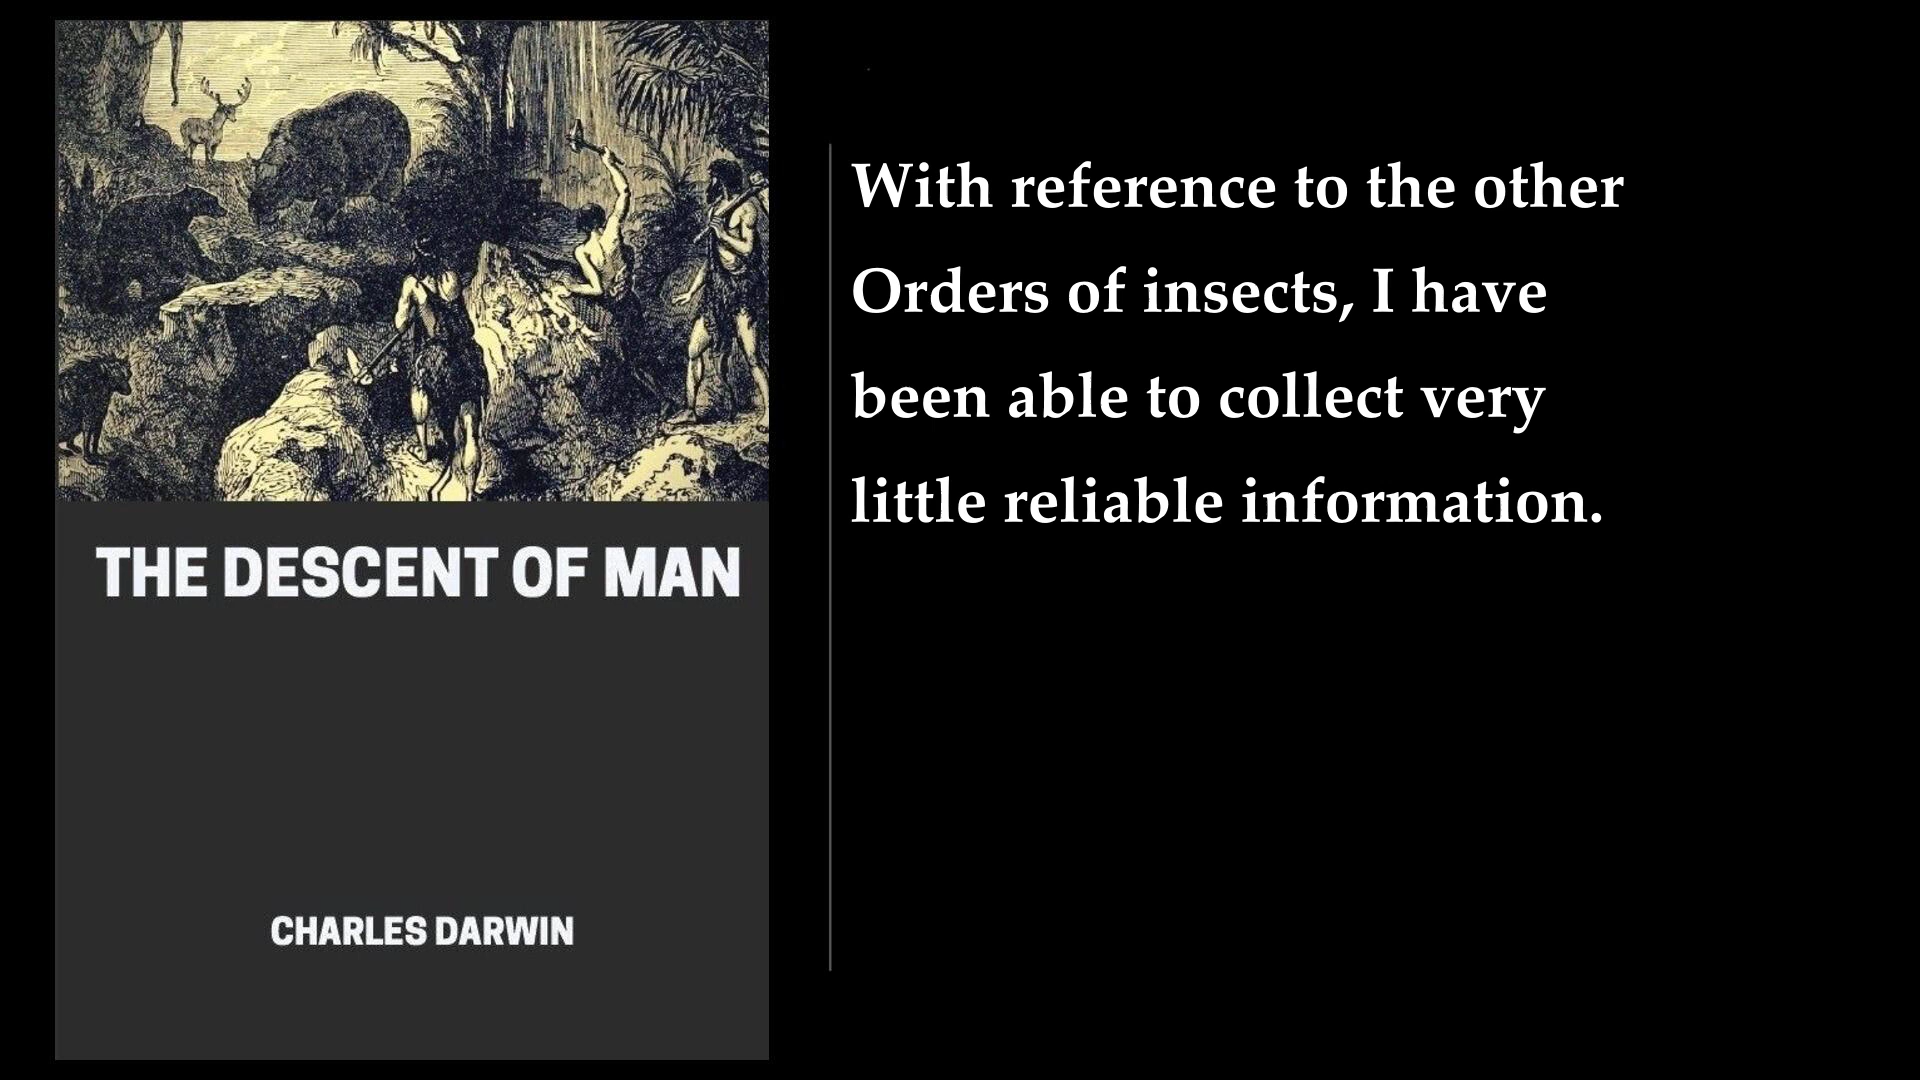 THE DESCENT OF MAN
CHARLES DARWIN
With reference to the other
Orders of insects, I have
been able to collect very
little reliable information.